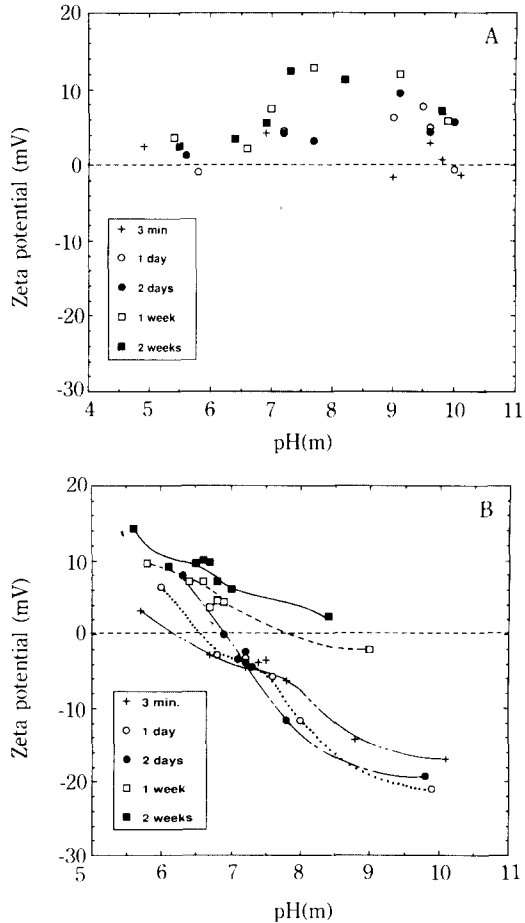 20
A
10
0
-10
-20
-30
Zeta potential (mV)
+ 3 min
○ 1 day
● 2 days
□ 1 week
■ 2 weeks
4 5 6 7 8 9 10 11
pH(m)
20
B
10
0
-10
-20
-30
Zeta potential (mV)
+ 3 min.
○ 1 day
● 2 days
□ 1 week
■ 2 weeks
5 6 7 8 9 10 11
pH(m)